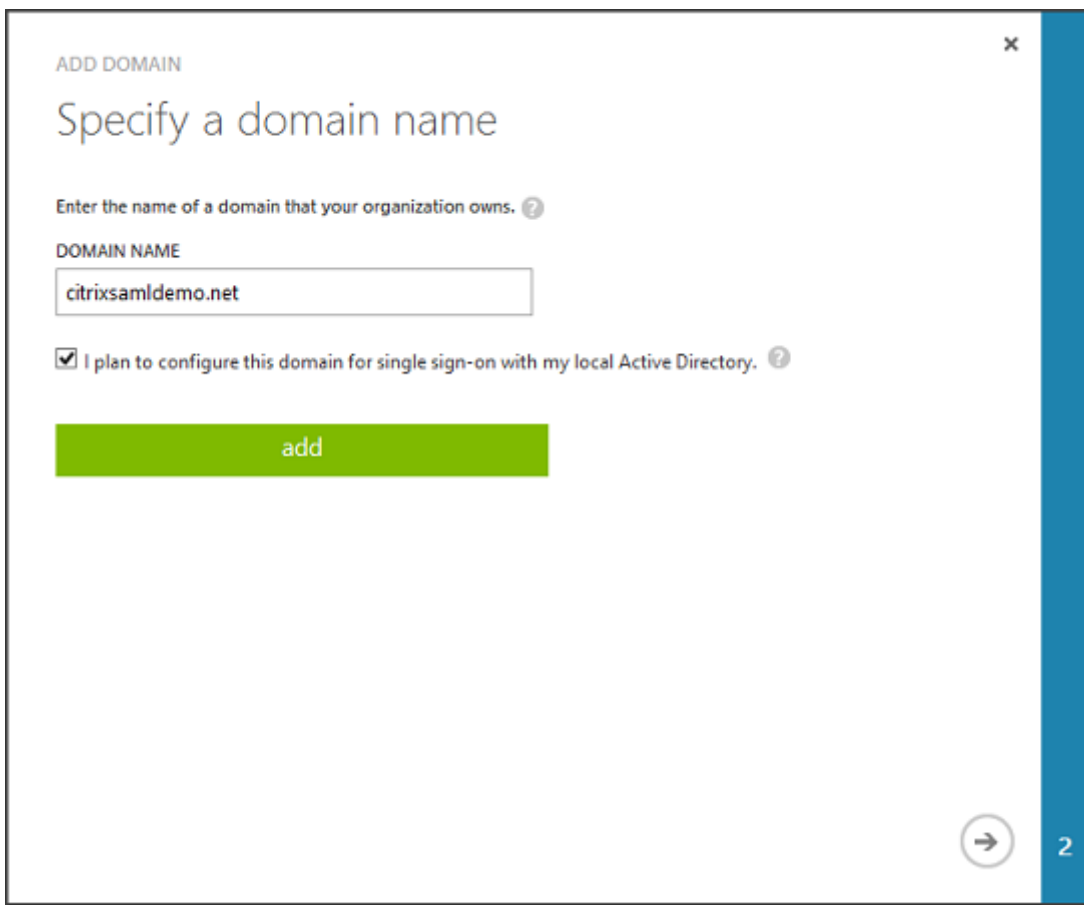 ADD DOMAIN
Specify a domain name
Enter the name of a domain that your organization owns. ?
DOMAIN NAME
citrixsamldemo.net
I plan to configure this domain for single sign-on with my local Active Directory. ?
add
2